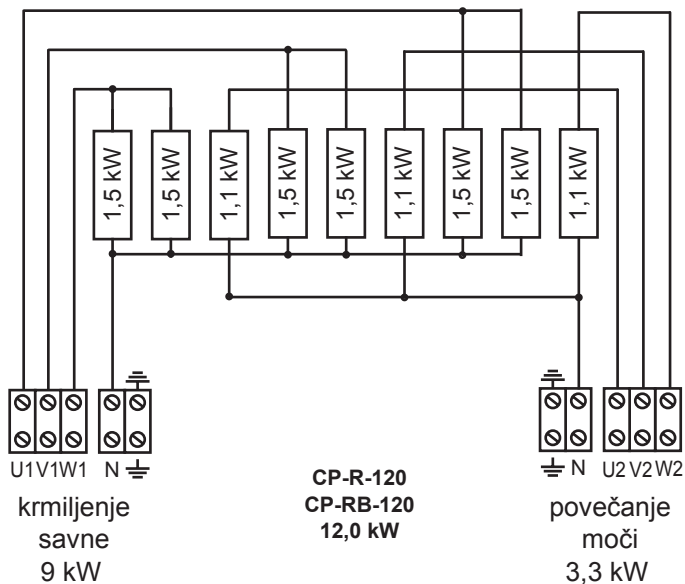 1,5 kW 1,5 kW 1,1 kW 1,5 kW 1,5 kW 1,1 kW 1,5 kW 1,5 kW 1,1 kW
U1 V1 W1 N
N U2 V2 W2
krmiljenje
savne
9 kW
CP-R-120
CP-RB-120
12,0 kW
povečanje
moči
3,3 kW